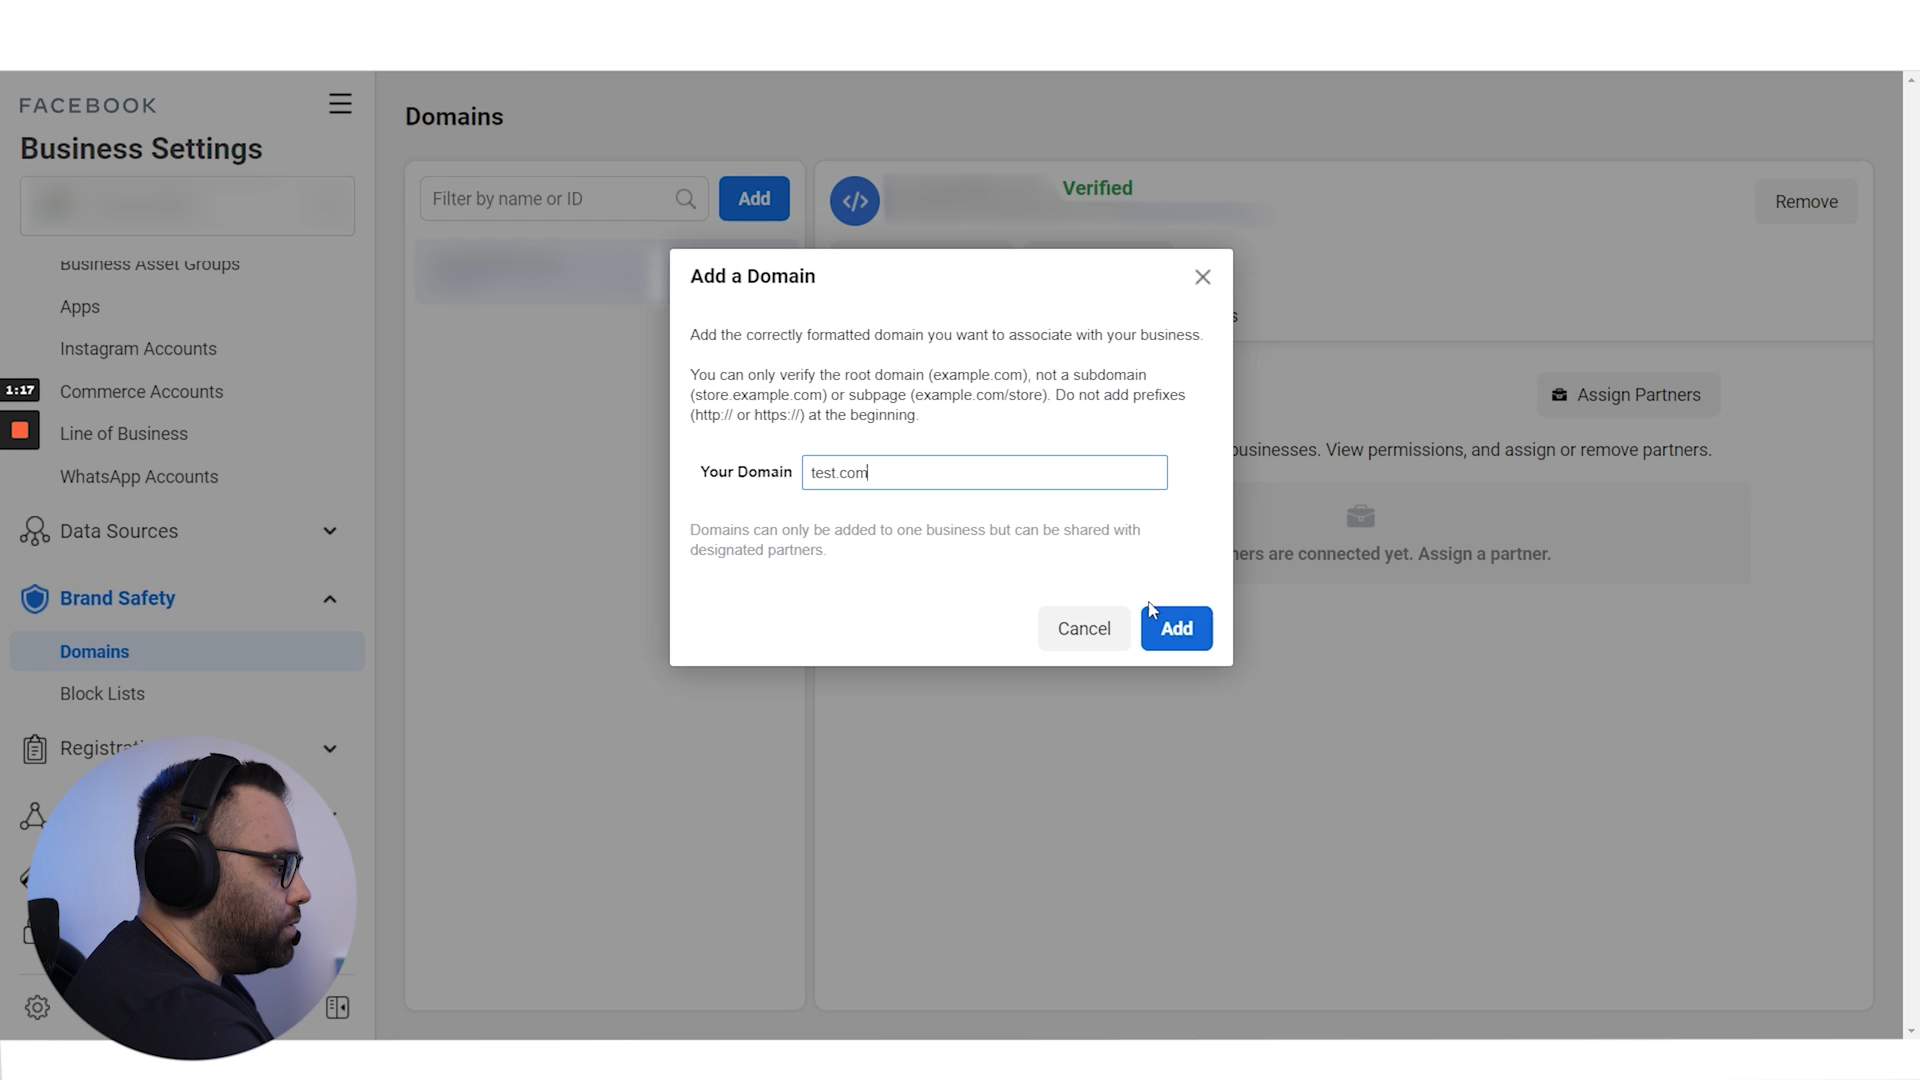 FACEBOOK
Business Settings
Business Asset Groups
Apps
Instagram Accounts
1:17
Commerce Accounts
Line of Business
WhatsApp Accounts
Data Sources
Brand Safety
Domains
Block Lists
Domains
Filter by name or ID
Add
Verified
Remove
Assign Partners
businesses. View permissions, and assign or remove partners.
are connected yet. Assign a partner.
Add a Domain
Add the correctly formatted domain you want to associate with your business.
You can only verify the root domain (example.com), not a subdomain
(store.example.com) or subpage (example.com/store). Do not add prefixes
(http:// or https://) at the beginning.
Your Domain
test.com
Domains can only be added to one business but can be shared with
designated partners.
Cancel
Add